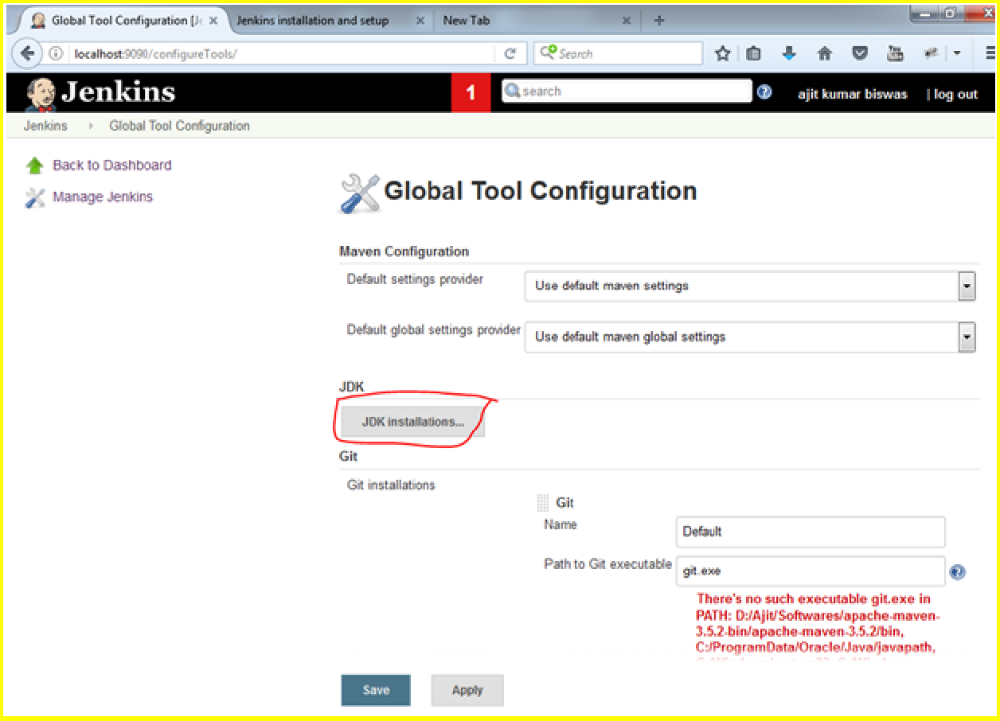 Global Tool Configuration [J
Jenkins installation and setup
New Tab
localhost:9090/configureTools/
Search
Jenkins
1
search
ajit kumar biswas
| log out
Jenkins
Global Tool Configuration
Back to Dashboard
Manage Jenkins
Global Tool Configuration
Maven Configuration
Default settings provider
Use default maven settings
Default global settings provider
Use default maven global settings
JDK
JDK installations...
Git
Git installations
Git
Name
Default
Path to Git executable
git.exe
There's no such executable git.exe in
PATH: D:/Ajit/Softwares/apache-maven-
3.5.2-bin/apache-maven-3.5.2/bin,
C:/ProgramData/Oracle/Java/javapath,
Save
Apply